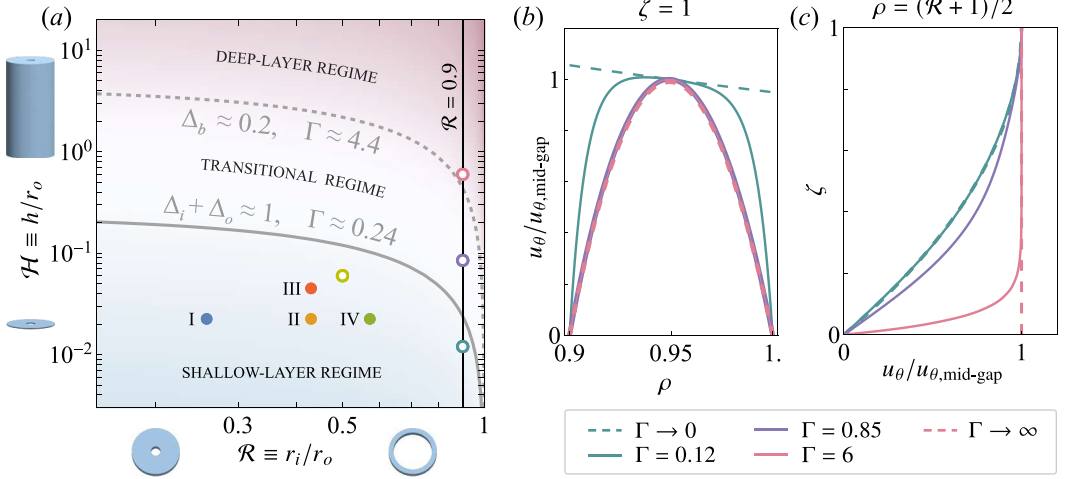 (a)
10¹
10⁰
10⁻¹
10⁻²
ℋ ≡ h/rₒ
DEEP-LAYER REGIME
Δ_b ≈ 0.2, Γ ≈ 4.4
TRANSITIONAL REGIME
Δ_i + Δ_o ≈ 1, Γ ≈ 0.24
ℛ = 0.9
III
I
II
IV
SHALLOW-LAYER REGIME
0.3
0.5
1
ℛ ≡ r_i/r_o
(b)
ζ = 1
u_θ/u_θ,mid-gap
1
0
0.9
0.95
1.
ρ
(c)
ρ = (ℛ + 1)/2
ζ
1
0
0
1
u_θ/u_θ,mid-gap
Γ → 0
Γ = 0.85
Γ → ∞
Γ = 0.12
Γ = 6